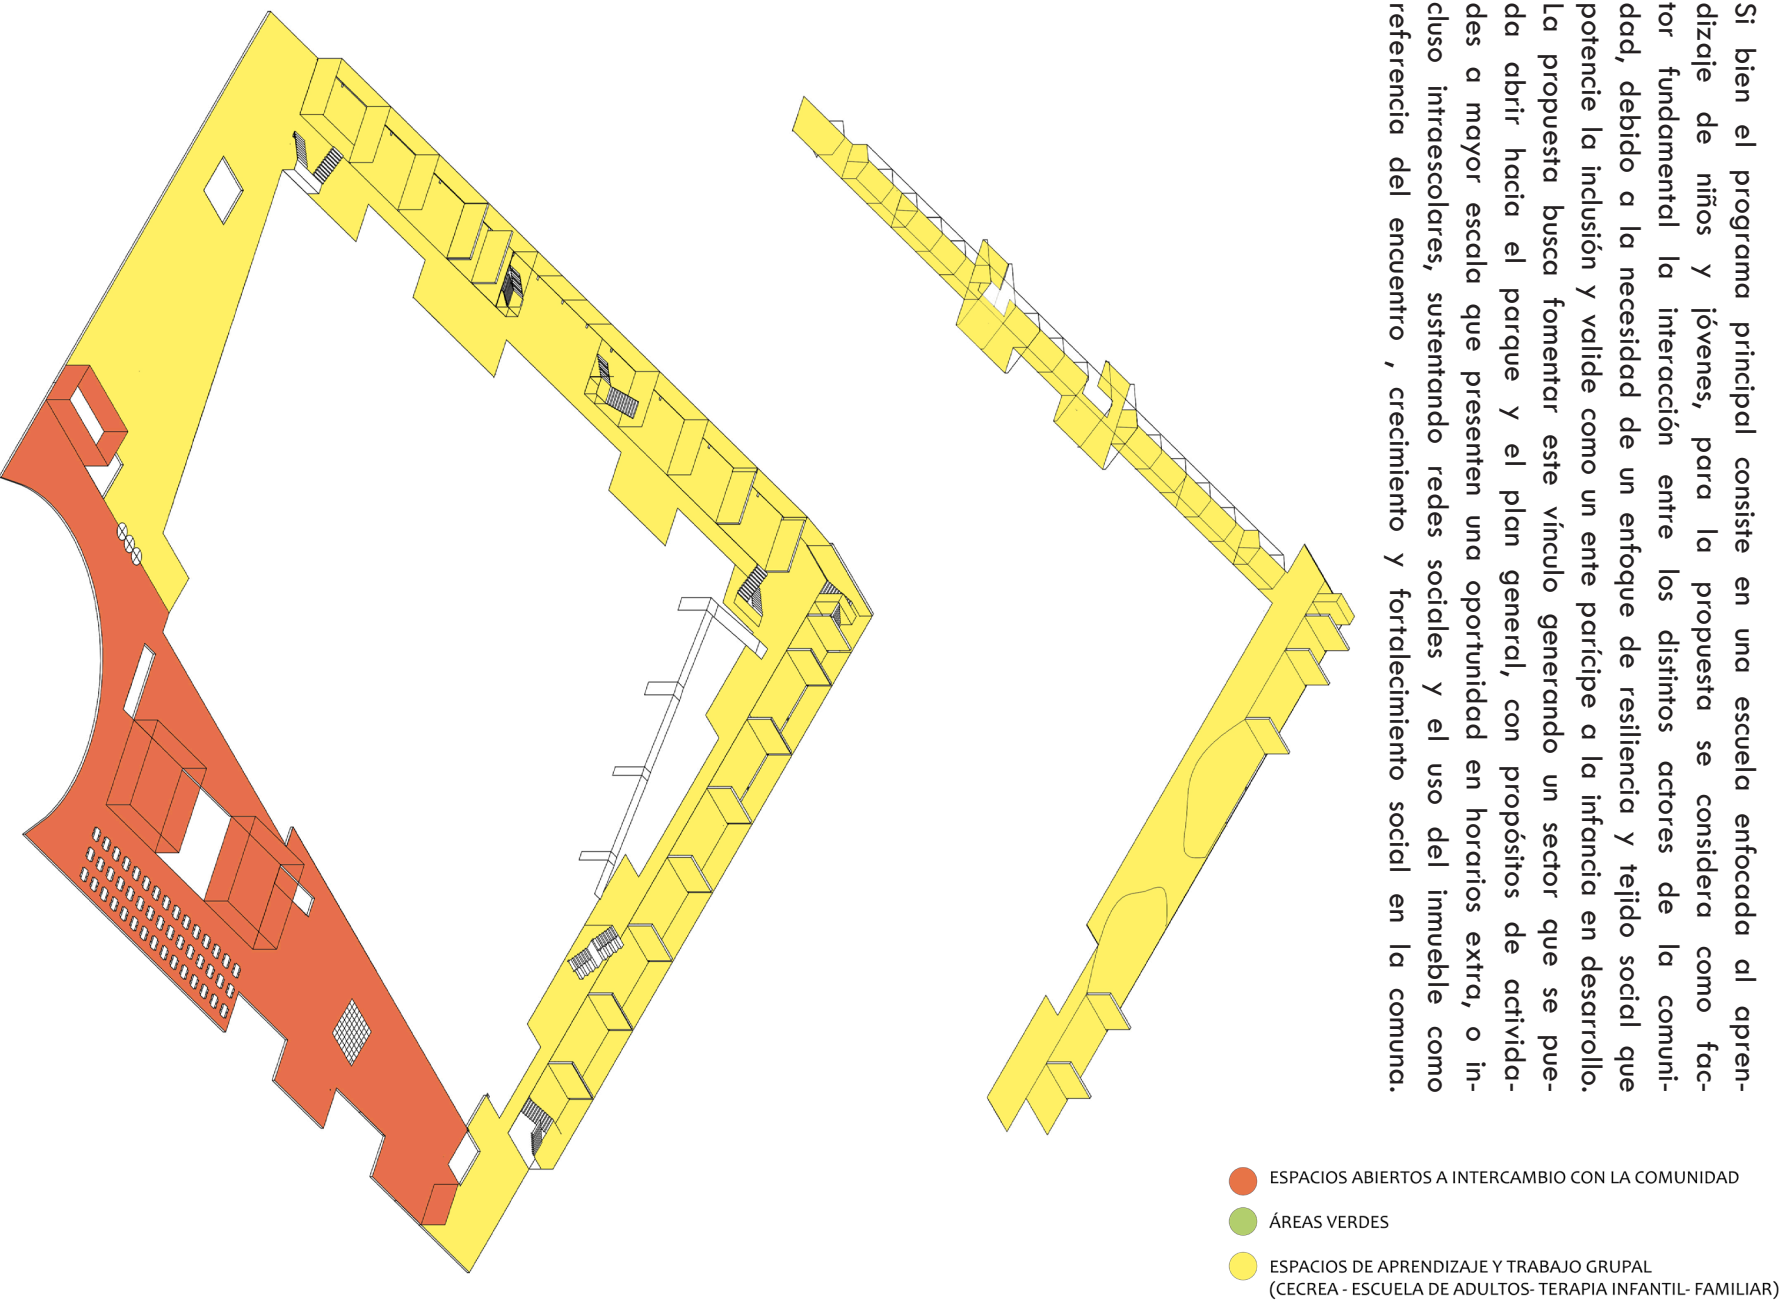 Si bien el programa principal consiste en una escuela enfocada al apren-
dizaje de niños y jóvenes, para la propuesta se considera como fac-
tor fundamental la interacción entre los distintos actores de la comuni-
dad, debido a la necesidad de un enfoque de resiliencia y tejido social que
potencie la inclusión y valide como un ente parícipe a la infancia en desarrollo.
La propuesta busca fomentar este vínculo generando un sector que se pue-
da abrir hacia el parque y el plan general, con propósitos de activida-
des a mayor escala que presenten una oportunidad en horarios extra, o in-
cluso intraescolares, sustentando redes sociales y el uso del inmueble como
referencia del encuentro , crecimiento y fortalecimiento social en la comuna.
ESPACIOS ABIERTOS A INTERCAMBIO CON LA COMUNIDAD
ÁREAS VERDES
ESPACIOS DE APRENDIZAJE Y TRABAJO GRUPAL
(CECREA - ESCUELA DE ADULTOS- TERAPIA INFANTIL- FAMILIAR)